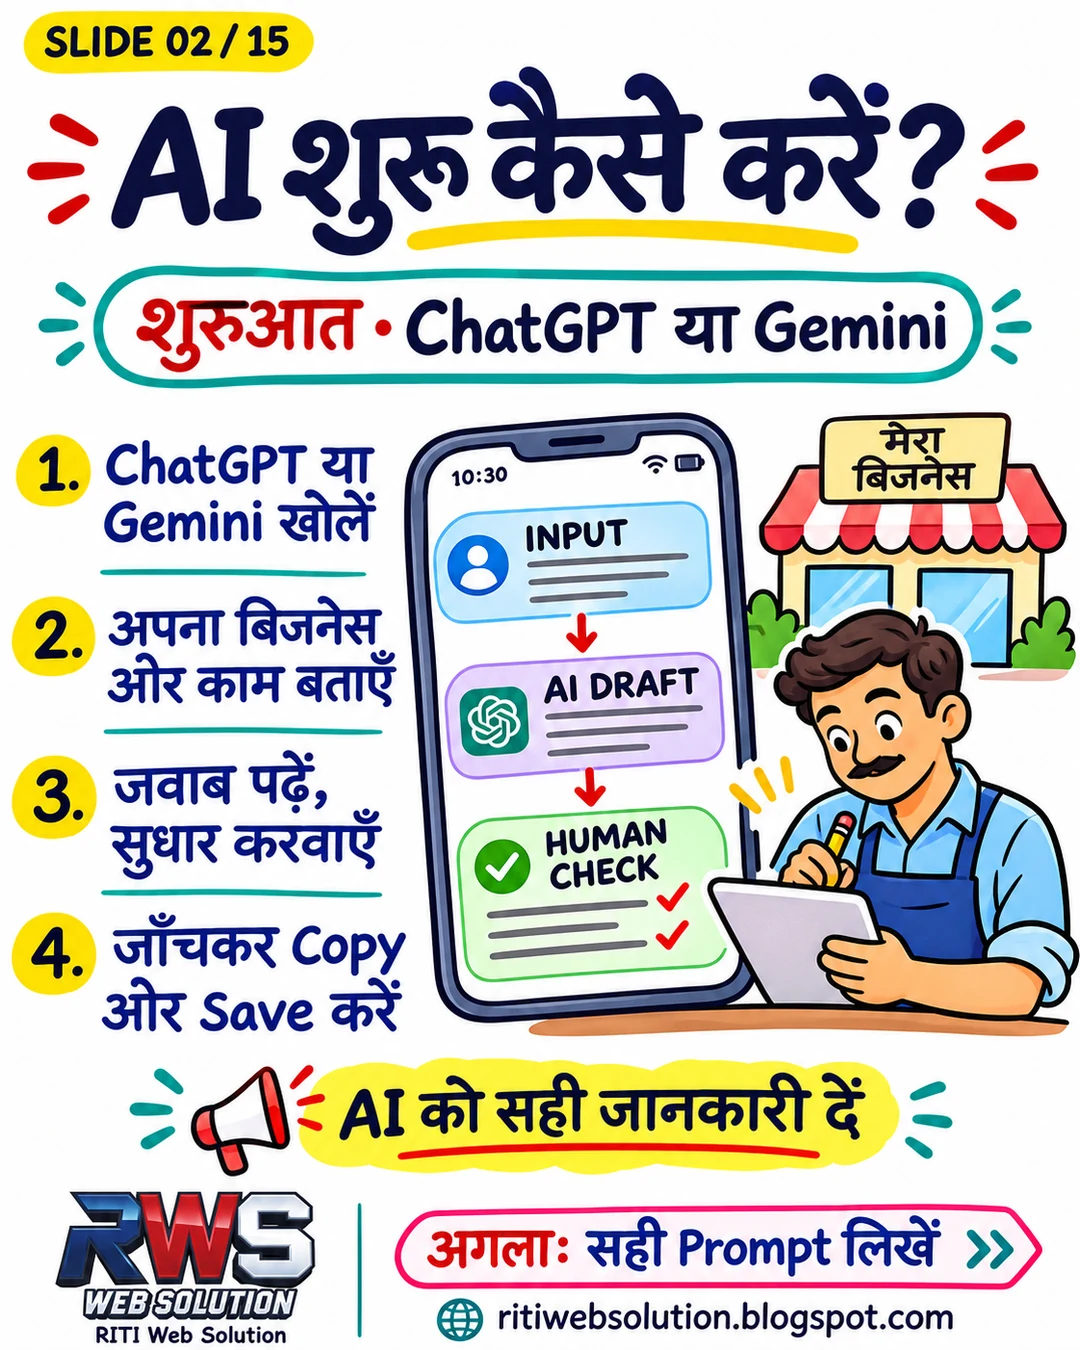 SLIDE 02 / 15
AI शुरू कैसे करें?
शुरुआत • ChatGPT या Gemini
1. ChatGPT या
Gemini खोलें
2. अपना बिजनेस
ओर काम बताएँ
3. जवाब पढ़ें,
सुधार करवाएँ
4. जाँचकर Copy
ओर Save करें
10:30
INPUT
AI DRAFT
HUMAN
CHECK
मेरा
बिजनेस
AI को सही जानकारी दें
RWS
WEB SOLUTION
RITI Web Solution
अगला: सही Prompt लिखें
ritiwebsolution.blogspot.com